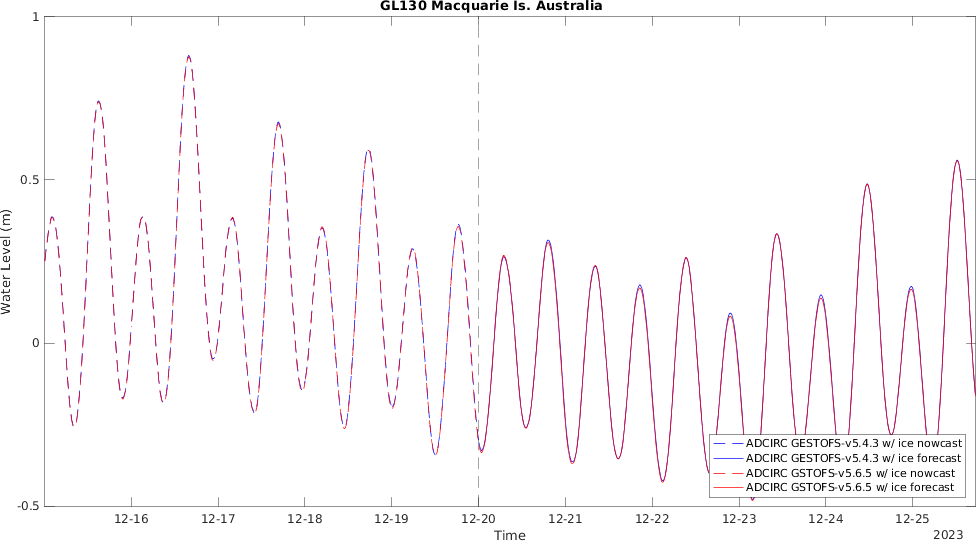 GL130 Macquarie Is. Australia
1
0.5
0
-0.5
Water Level (m)
12-16 12-17 12-18 12-19 12-20 12-21 12-22 12-23 12-24 12-25
Time
2023
ADCIRC GESTOFS-v5.4.3 w/ ice nowcast
ADCIRC GESTOFS-v5.4.3 w/ ice forecast
ADCIRC GSTOFS-v5.6.5 w/ ice nowcast
ADCIRC GSTOFS-v5.6.5 w/ ice forecast